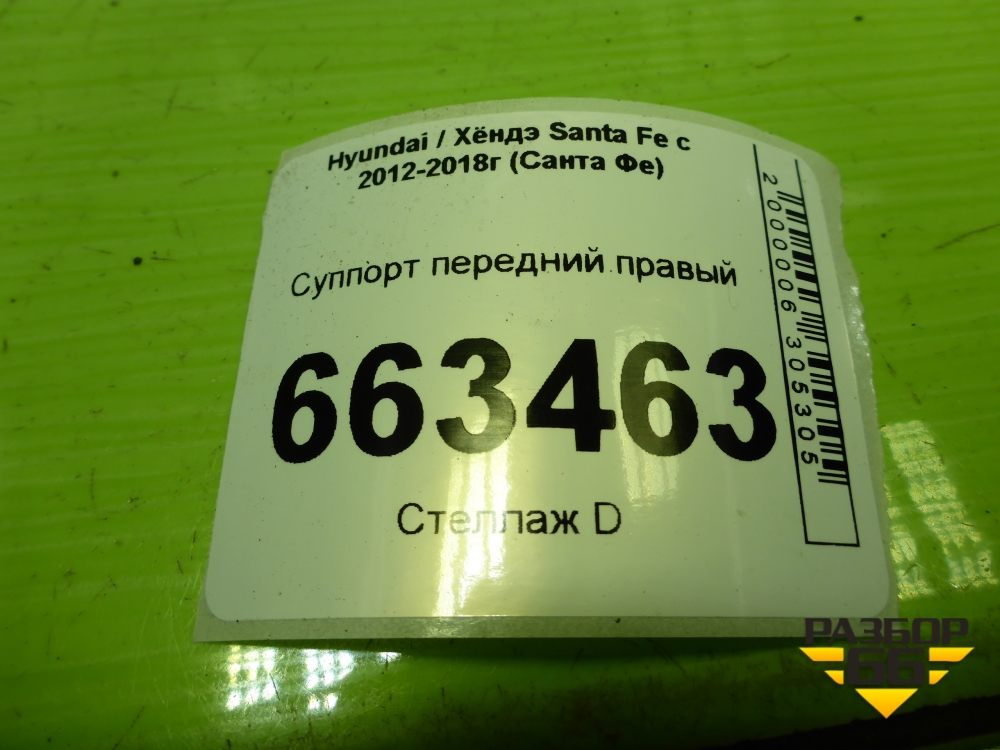 Hyundai / Хёндэ Santa Fe с
2012-2018г (Санта Фе)
Суппорт передний правый
663463
Стеллаж D
2000006305305
РАЗБОР
66